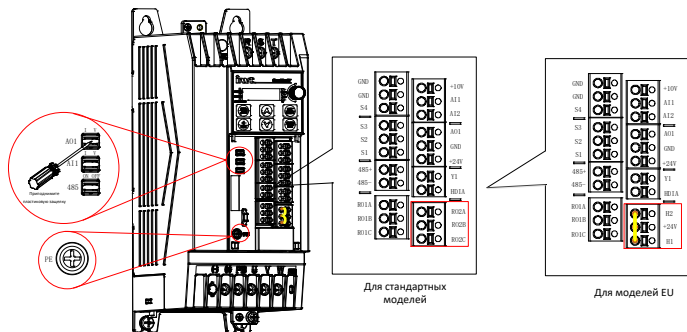 AO1
AI1
485
Приподнимите
пластиковую защелку
PE
invt
GND
GND
S4
S3
S2
S1
485+
485-
RO1A
RO1B
RO1C
+10V
AI1
AI2
AO1
GND
+24V
Y1
HDIA
RO2A
RO2B
RO2C
Для стандартных
моделей
GND
GND
S4
S3
S2
S1
485+
485-
RO1A
RO1B
RO1C
+10V
AI1
AI2
AO1
GND
+24V
Y1
HDIA
H2
+24V
H1
Для моделей EU